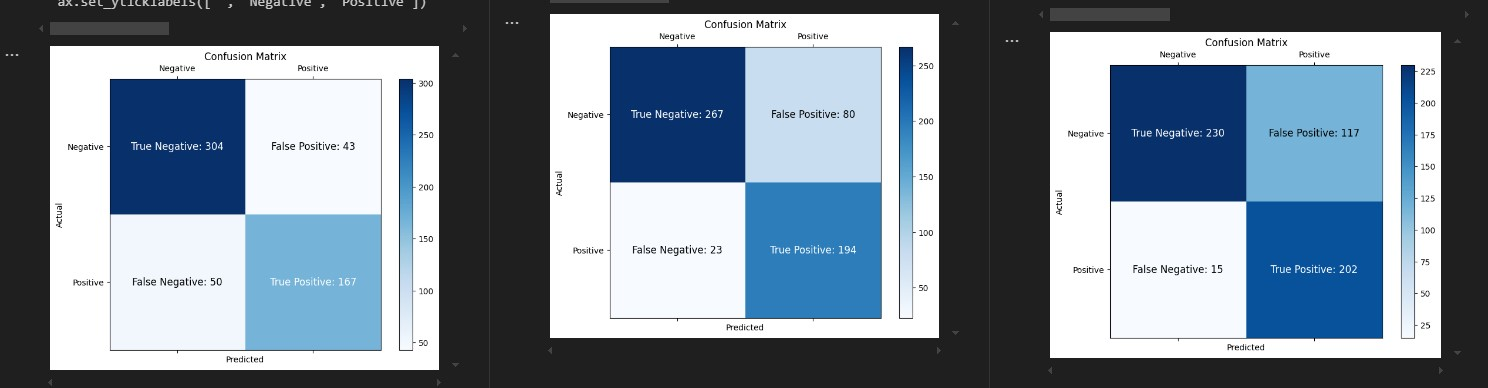 ax.set_yticklabels([' ', 'Negative', 'Positive'])
...
Confusion Matrix
Negative Positive
300
True Negative: 304 False Positive: 43
Negative
250
200
Actual
150
Positive
False Negative: 50 True Positive: 167
100
50
Predicted
...
Confusion Matrix
Negative Positive
250
True Negative: 267 False Positive: 80
Negative
200
150
Actual
100
Positive
False Negative: 23 True Positive: 194
50
Predicted
...
Confusion Matrix
Negative Positive
225
200
True Negative: 230 False Positive: 117
Negative
175
150
125
Actual
100
75
Positive
False Negative: 15 True Positive: 202
50
25
Predicted